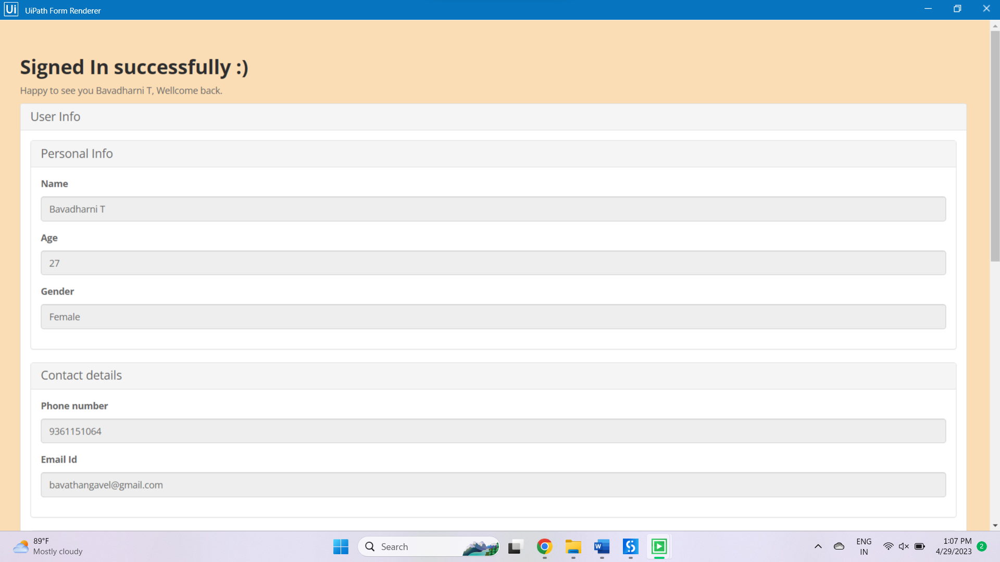 Ui UiPath Form Renderer
Signed In successfully :)
Happy to see you Bavadharni T, Wellcome back.
User Info
Personal Info
Name
Bavadharni T
Age
27
Gender
Female
Contact details
Phone number
9361151064
Email Id
bavathangavel@gmail.com
89°F
Mostly cloudy
Search
W
ENG
IN
1:07 PM
4/29/2023
2